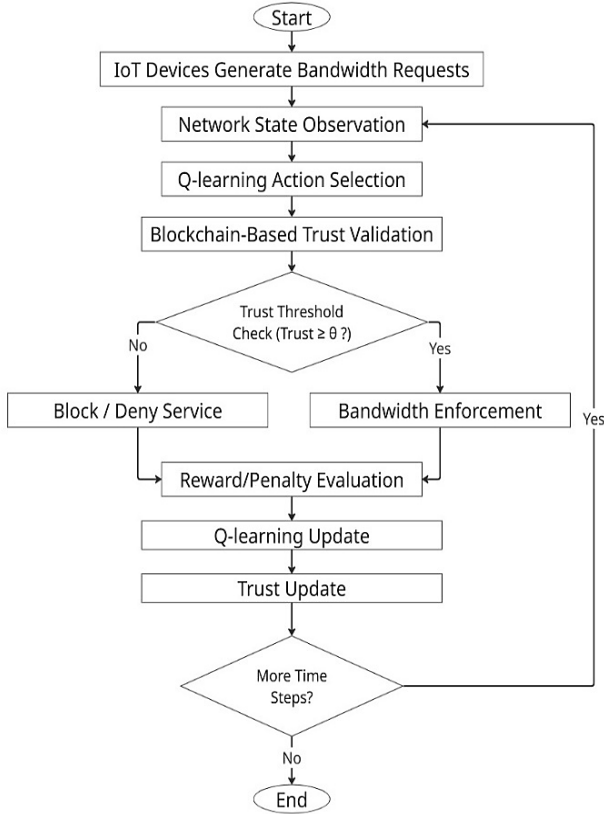 Start
IoT Devices Generate Bandwidth Requests
Network State Observation
Q-learning Action Selection
Blockchain-Based Trust Validation
Trust Threshold
Check (Trust ≥ θ ?)
No
Yes
Block / Deny Service
Bandwidth Enforcement
Yes
Reward/Penalty Evaluation
Q-learning Update
Trust Update
More Time
Steps?
No
End